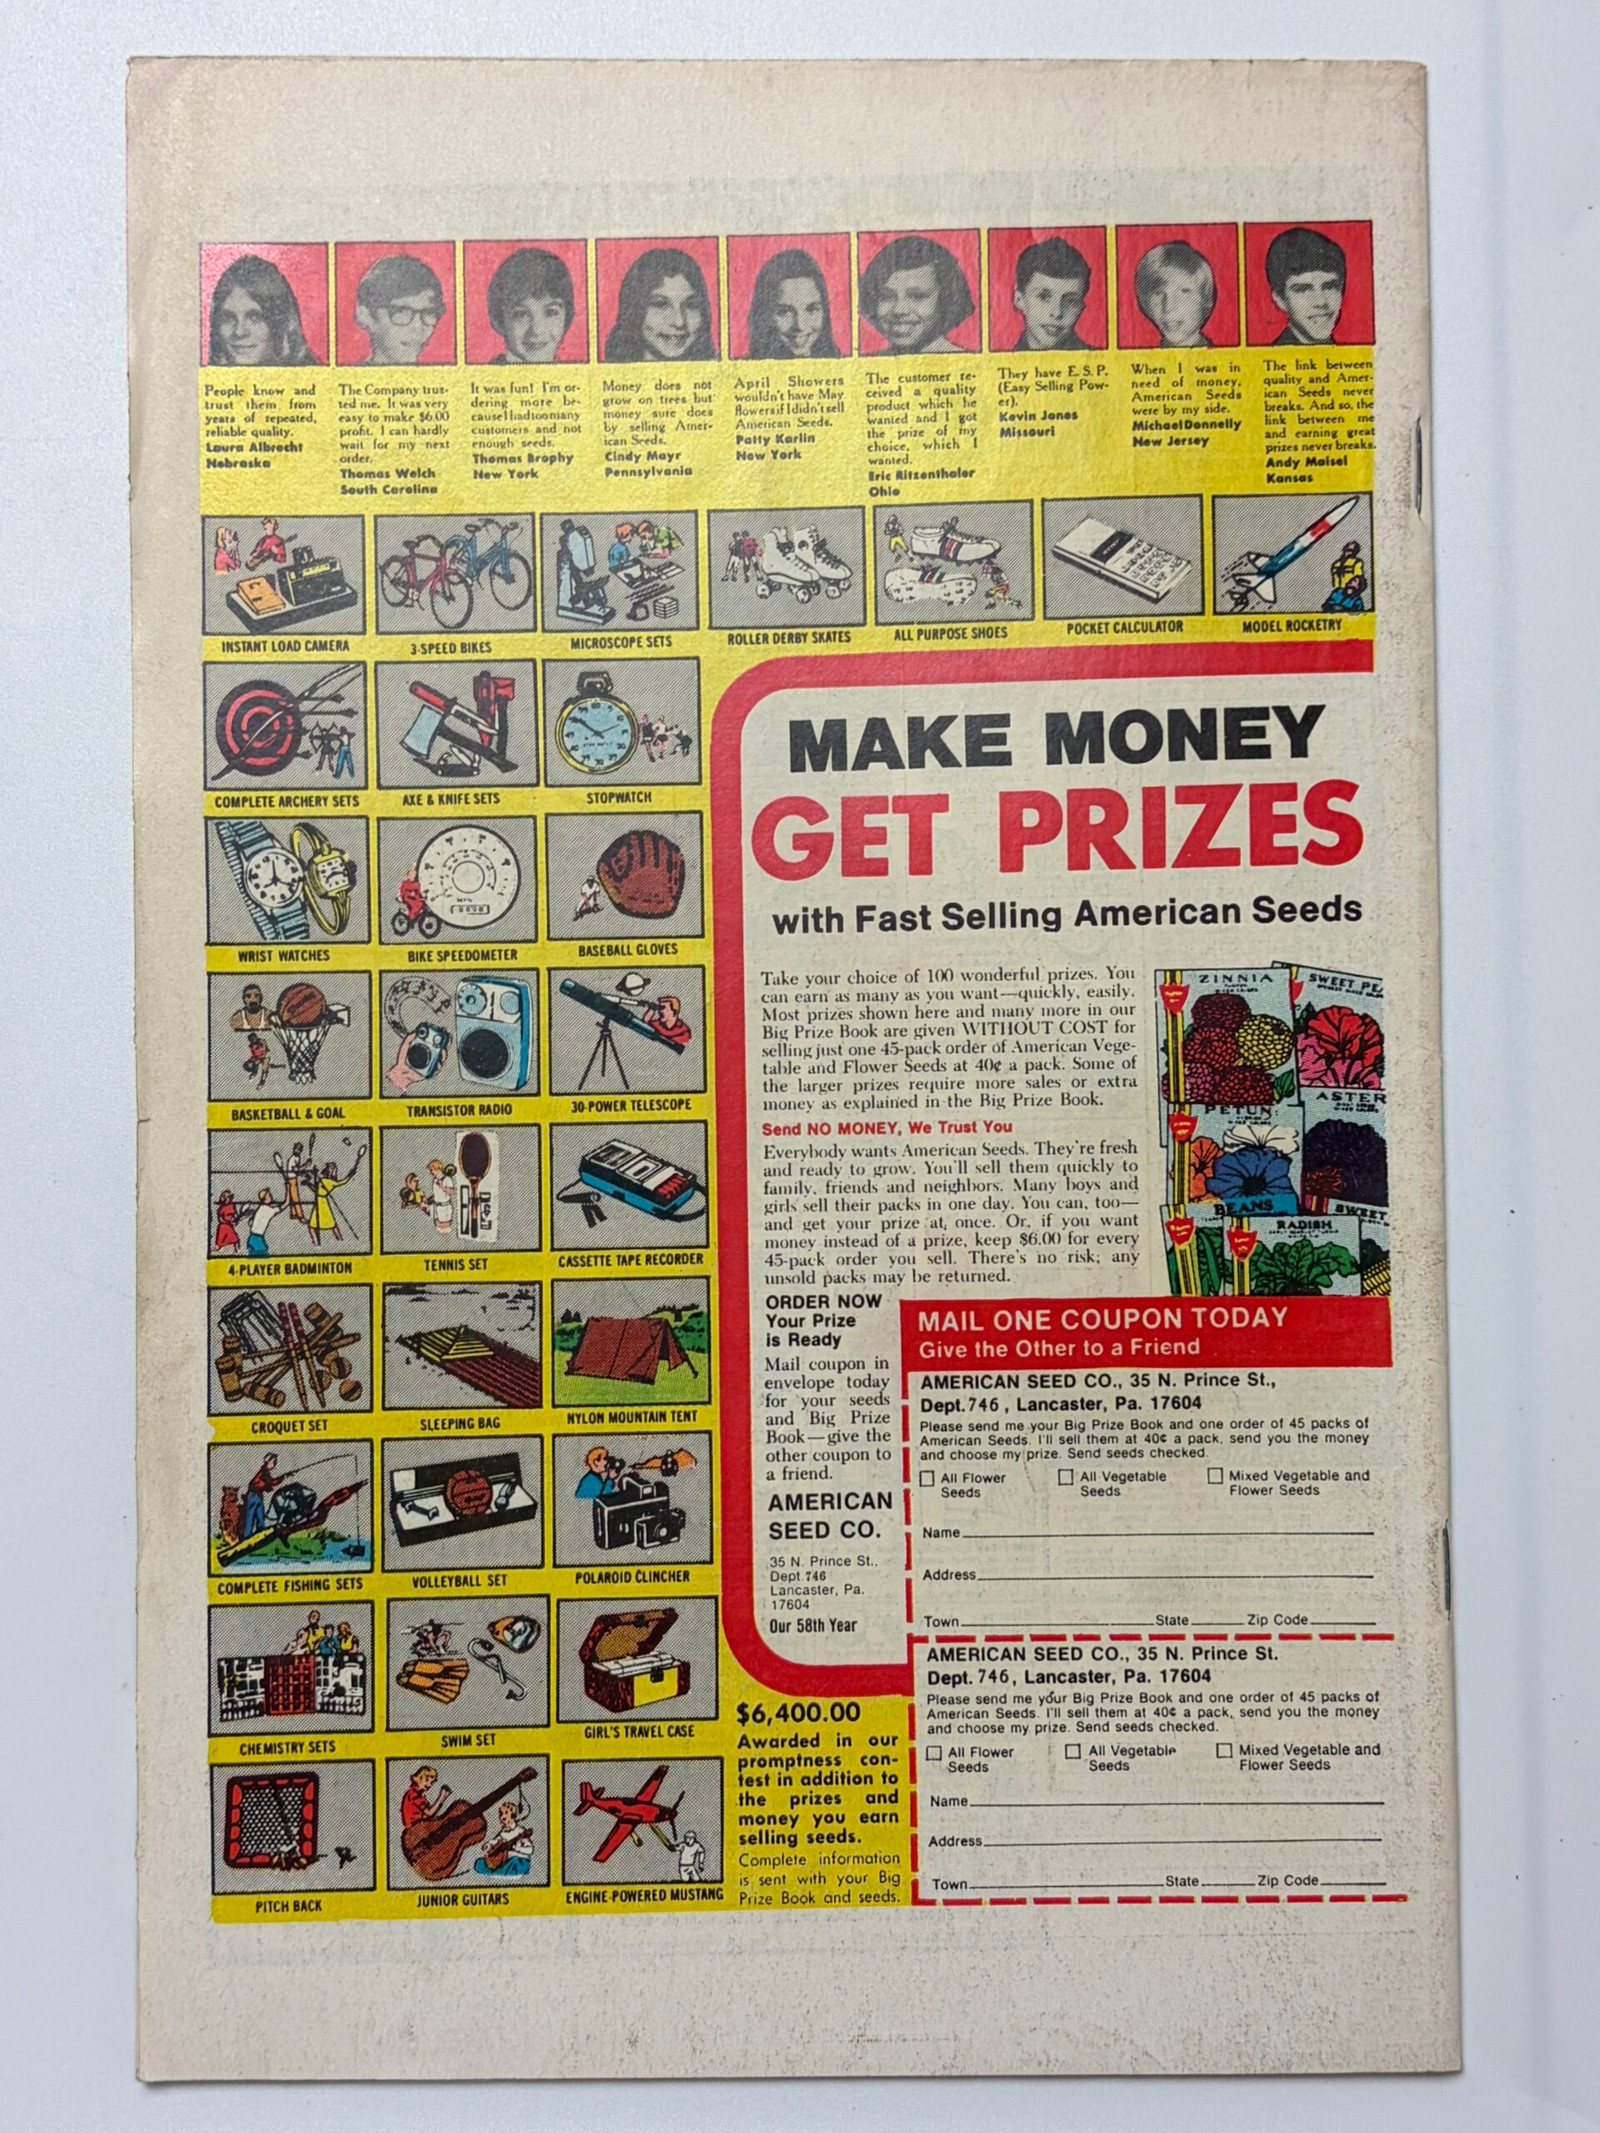 People know and
trust them from
years of repeated,
reliable quality.
Laura Albrecht
Nebraska
The Company trus-
ted me. It was very
easy to make $6.00
profit. I can hardly
wait for my next
order.
Thomas Welch
South Carolina
It was fun! I'm or-
dering more be-
cause I had too many
customers and not
enough seeds.
Thomas Brophy
New York
Money does not
grow on trees but
money sure does
by selling Amer-
ican Seeds.
Cindy Mayr
Pennsylvania
April Showers
wouldn't have May
flowers if I didn't sell
American Seeds.
Patty Karlin
New York
The customer re-
ceived a quality
product which he
wanted and I got
the prize of my
choice, which I
wanted.
Eric Ritzenthaler
Ohio
They have E. S. P.
(Easy Selling Pow-
er).
Kevin Jones
Missouri
When I was in
need of money,
American Seeds
were by my side.
Michael Donnelly
New Jersey
The link between
quality and Amer-
ican Seeds never
breaks. And so, the
link between me
and earning great
prizes never breaks.
Andy Maisel
Kansas
INSTANT LOAD CAMERA
3-SPEED BIKES
MICROSCOPE SETS
ROLLER DERBY SKATES
ALL PURPOSE SHOES
POCKET CALCULATOR
MODEL ROCKETRY
COMPLETE ARCHERY SETS
AXE & KNIFE SETS
STOPWATCH
WRIST WATCHES
BIKE SPEEDOMETER
BASEBALL GLOVES
BASKETBALL & GOAL
TRANSISTOR RADIO
30-POWER TELESCOPE
4-PLAYER BADMINTON
TENNIS SET
CASSETTE TAPE RECORDER
CROQUET SET
SLEEPING BAG
NYLON MOUNTAIN TENT
COMPLETE FISHING SETS
VOLLEYBALL SET
POLAROID CLINCHER
CHEMISTRY SETS
SWIM SET
GIRL'S TRAVEL CASE
PITCH BACK
JUNIOR GUITARS
ENGINE-POWERED MUSTANG
MAKE MONEY
GET PRIZES
with Fast Selling American Seeds
Take your choice of 100 wonderful prizes. You
can earn as many as you want—quickly, easily.
Most prizes shown here and many more in our
Big Prize Book are given WITHOUT COST for
selling just one 45-pack order of American Vege-
table and Flower Seeds at 40¢ a pack. Some of
the larger prizes require more sales or extra
money as explained in the Big Prize Book.
Send NO MONEY, We Trust You
Everybody wants American Seeds. They're fresh
and ready to grow. You'll sell them quickly to
family, friends and neighbors. Many boys and
girls sell their packs in one day. You can, too—
and get your prize at once. Or, if you want
money instead of a prize, keep $6.00 for every
45-pack order you sell. There's no risk; any
unsold packs may be returned.
ZINNIA
SWEET PE
ASTER
PETUN
BEANS
RADISH
SWEET
ORDER NOW
Your Prize
is Ready
Mail coupon in
envelope today
for your seeds
and Big Prize
Book—give the
other coupon to
a friend.
AMERICAN
SEED CO.
35 N. Prince St.,
Dept. 746
Lancaster, Pa.
17604
Our 58th Year
MAIL ONE COUPON TODAY
Give the Other to a Friend
AMERICAN SEED CO., 35 N. Prince St.,
Dept. 746, Lancaster, Pa. 17604
Please send me your Big Prize Book and one order of 45 packs of
American Seeds. I'll sell them at 40¢ a pack, send you the money
and choose my prize. Send seeds checked.
All Flower
Seeds
All Vegetable
Seeds
Mixed Vegetable and
Flower Seeds
Name
Address
Town State Zip Code
AMERICAN SEED CO., 35 N. Prince St.
Dept. 746, Lancaster, Pa. 17604
Please send me your Big Prize Book and one order of 45 packs of
American Seeds. I'll sell them at 40¢ a pack, send you the money
and choose my prize. Send seeds checked.
All Flower
Seeds
All Vegetable
Seeds
Mixed Vegetable and
Flower Seeds
Name
Address
Town State Zip Code
$6,400.00
Awarded in our
promptness con-
test in addition to
the prizes and
money you earn
selling seeds.
Complete information
is sent with your Big
Prize Book and seeds.